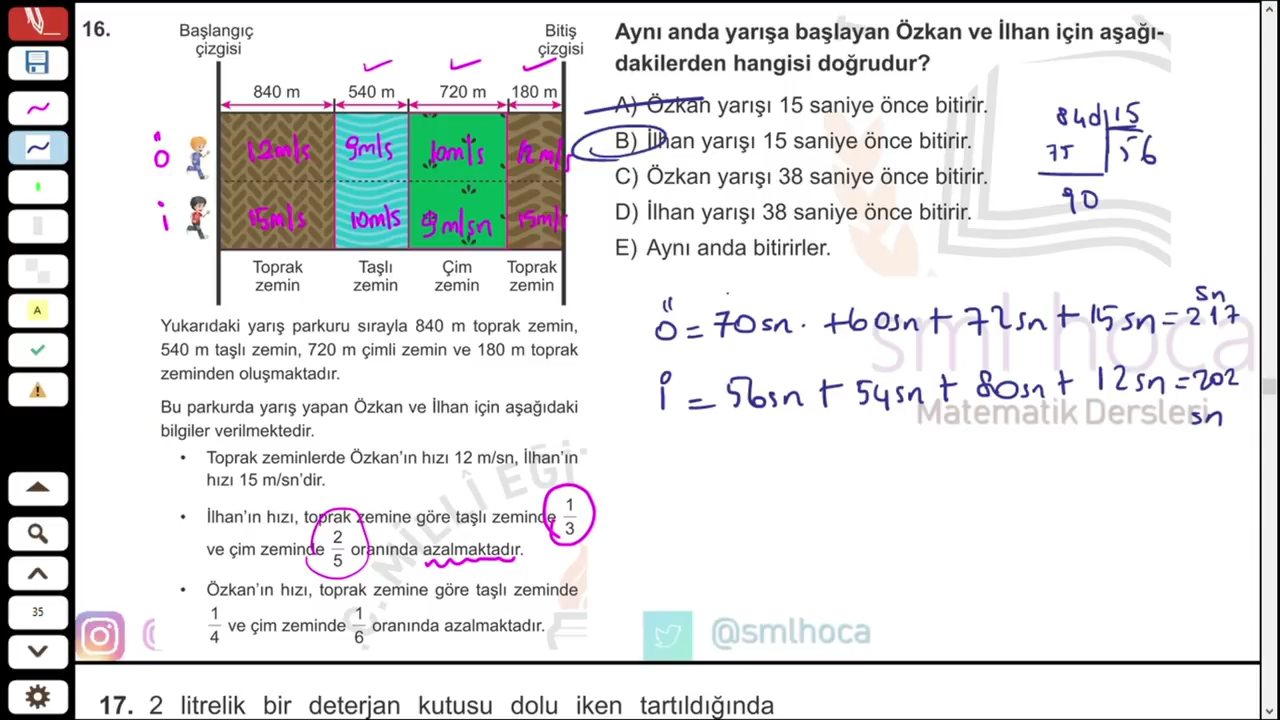 16.
Başlangıç
çizgisi
Bitiş
çizgisi
840 m
540 m
720 m
180 m
Ö
12m/s
9m/s
10m/s
12m/s
İ
15m/s
10m/s
9m/sn
15m/s
Toprak
zemin
Taşlı
zemin
Çim
zemin
Toprak
zemin
Yukarıdaki yarış parkuru sırayla 840 m toprak zemin,
540 m taşlı zemin, 720 m çimli zemin ve 180 m toprak
zeminden oluşmaktadır.
Bu parkurda yarış yapan Özkan ve İlhan için aşağıdaki
bilgiler verilmektedir.
• Toprak zeminlerde Özkan'ın hızı 12 m/sn, İlhan'ın
hızı 15 m/sn'dir.
• İlhan'ın hızı, toprak zemine göre taşlı zeminde 1/3
ve çim zeminde 2/5 oranında azalmaktadır.
• Özkan'ın hızı, toprak zemine göre taşlı zeminde
1/4 ve çim zeminde 1/6 oranında azalmaktadır.
Aynı anda yarışa başlayan Özkan ve İlhan için aşağı-
dakilerden hangisi doğrudur?
A) Özkan yarışı 15 saniye önce bitirir.
B) İlhan yarışı 15 saniye önce bitirir.
C) Özkan yarışı 38 saniye önce bitirir.
D) İlhan yarışı 38 saniye önce bitirir.
E) Aynı anda bitirirler.
840 15
75 56
90
Ö = 70sn. +60sn + 72sn + 15sn = 217 sn
İ = 56sn + 54sn + 80sn + 12sn = 202
sn
sml hoca
Matematik Dersleri
MİLLÎ EĞİ
@smlhoca
A
35
17. 2 litrelik bir deterjan kutusu dolu iken tartıldığında